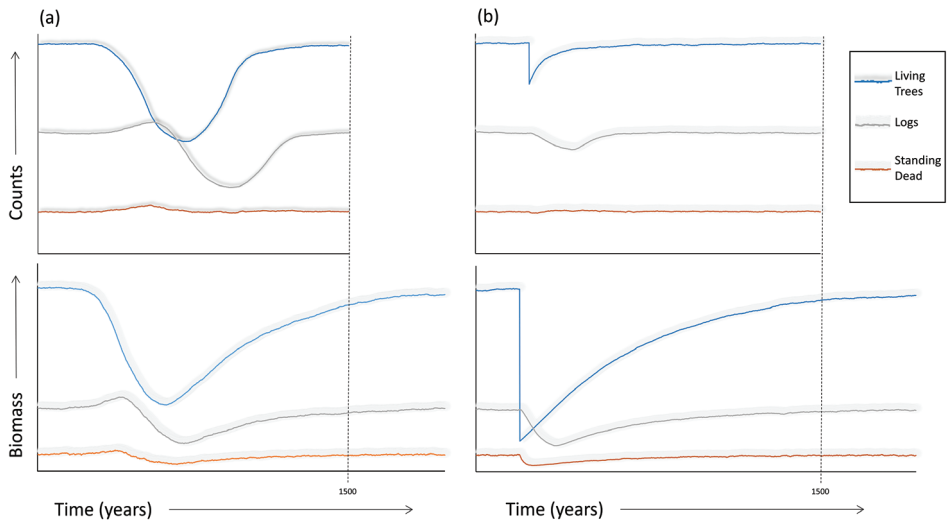 (a)
(b)
Counts
Living
Trees
Logs
Standing
Dead
Biomass
1500
1500
Time (years)
Time (years)